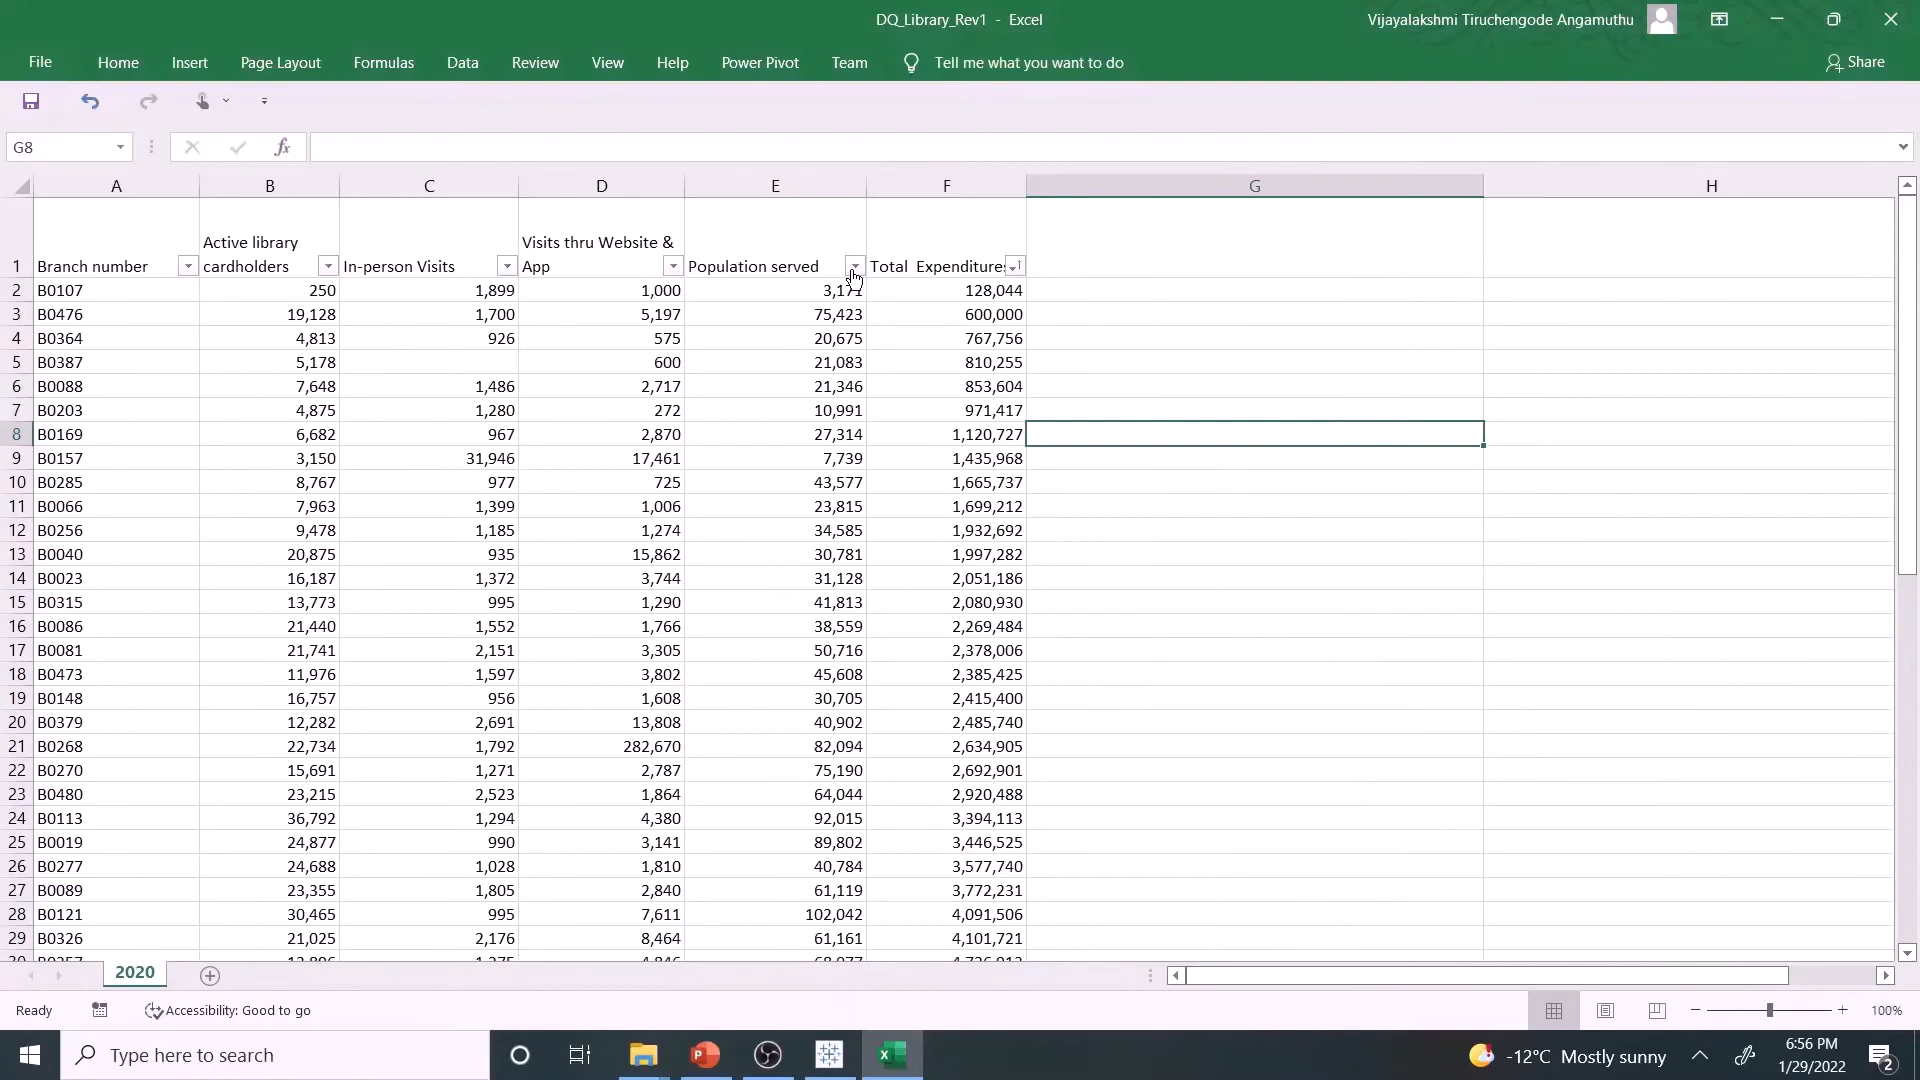 DQ_Library_Rev1 - Excel
Vijayalakshmi Tiruchengode Angamuthu
File Home Insert Page Layout Formulas Data Review View Help Power Pivot Team Tell me what you want to do Share
G8 fx
A B C D E F G H
1 Branch number Active library cardholders In-person Visits Visits thru Website & App Population served Total Expenditures
2 B0107 250 1,899 1,000 3,171 128,044
3 B0476 19,128 1,700 5,197 75,423 600,000
4 B0364 4,813 926 575 20,675 767,756
5 B0387 5,178 600 21,083 810,255
6 B0088 7,648 1,486 2,717 21,346 853,604
7 B0203 4,875 1,280 272 10,991 971,417
8 B0169 6,682 967 2,870 27,314 1,120,727
9 B0157 3,150 31,946 17,461 7,739 1,435,968
10 B0285 8,767 977 725 43,577 1,665,737
11 B0066 7,963 1,399 1,006 23,815 1,699,212
12 B0256 9,478 1,185 1,274 34,585 1,932,692
13 B0040 20,875 935 15,862 30,781 1,997,282
14 B0023 16,187 1,372 3,744 31,128 2,051,186
15 B0315 13,773 995 1,290 41,813 2,080,930
16 B0086 21,440 1,552 1,766 38,559 2,269,484
17 B0081 21,741 2,151 3,305 50,716 2,378,006
18 B0473 11,976 1,597 3,802 45,608 2,385,425
19 B0148 16,757 956 1,608 30,705 2,415,400
20 B0379 12,282 2,691 13,808 40,902 2,485,740
21 B0268 22,734 1,792 282,670 82,094 2,634,905
22 B0270 15,691 1,271 2,787 75,190 2,692,901
23 B0480 23,215 2,523 1,864 64,044 2,920,488
24 B0113 36,792 1,294 4,380 92,015 3,394,113
25 B0019 24,877 990 3,141 89,802 3,446,525
26 B0277 24,688 1,028 1,810 40,784 3,577,740
27 B0089 23,355 1,805 2,840 61,119 3,772,231
28 B0121 30,465 995 7,611 102,042 4,091,506
29 B0326 21,025 2,176 8,464 61,161 4,101,721
2020
Ready Accessibility: Good to go 100%
Type here to search
-12°C Mostly sunny
6:56 PM
1/29/2022
2